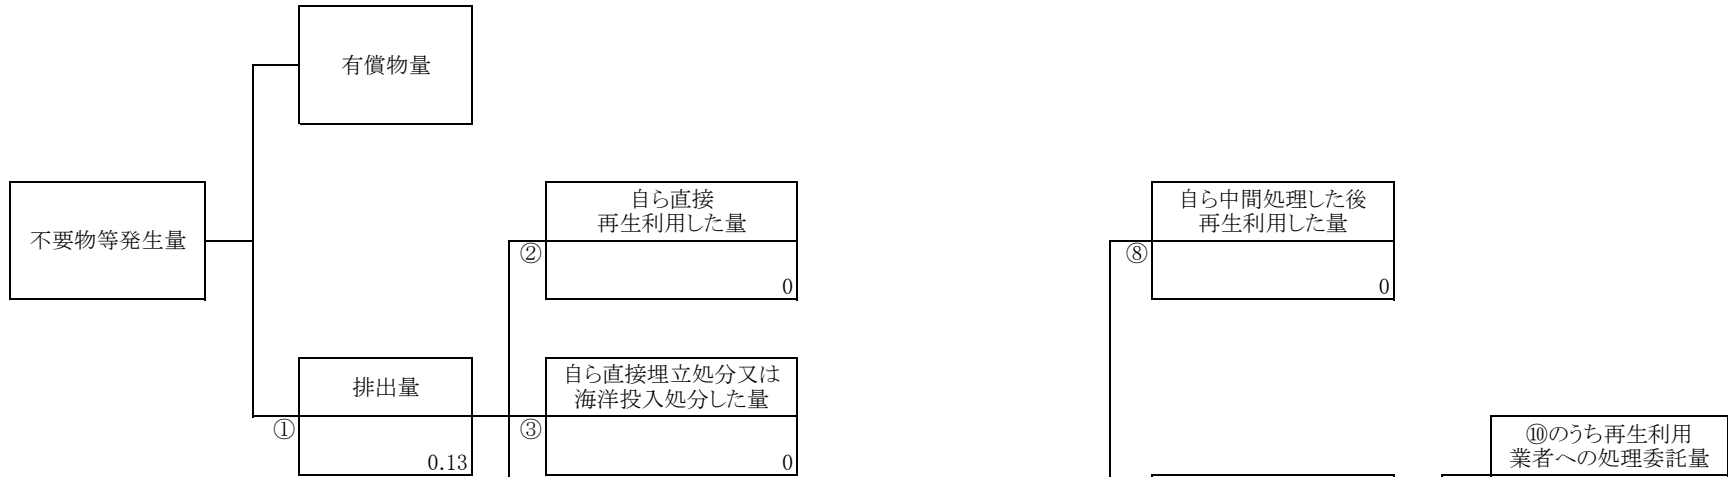 有償物量
不要物等発生量
自ら直接
再生利用した量
②
0
自ら中間処理した後
再生利用した量
⑧
0
排出量
①
0.13
自ら直接埋立処分又は
海洋投入処分した量
③
0
⑩のうち再生利用
業者への処理委託量